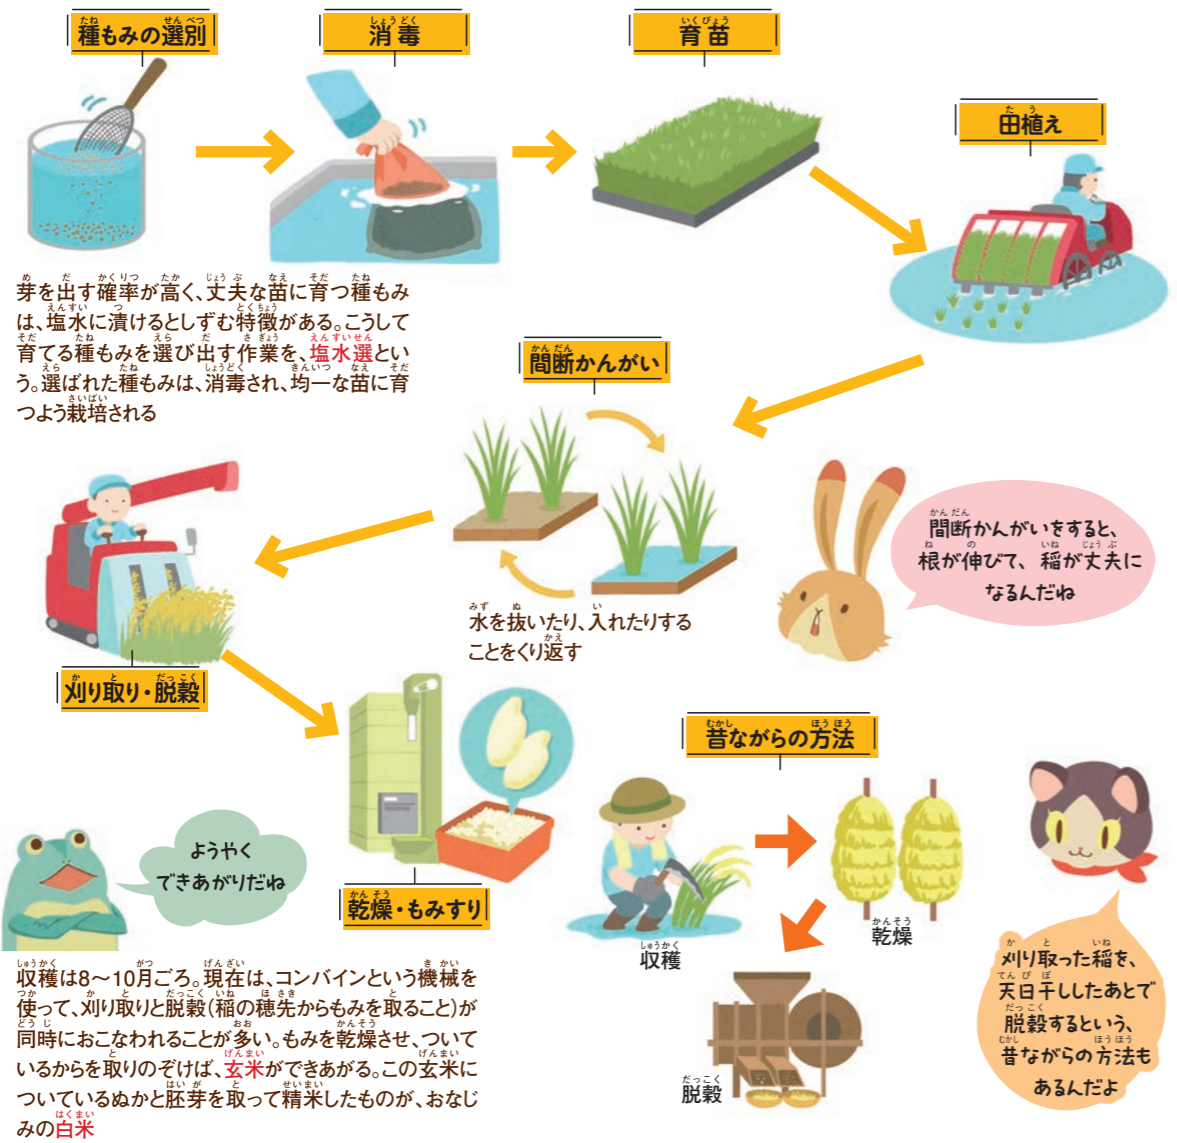 種もみの選別
消毒
育苗
田植え
芽を出す確率が高く、丈夫な苗に育つ種もみ
は、塩水に漬けるとしずむ特徴がある。こうして
育てる種もみを選び出す作業を、塩水選とい
う。選ばれた種もみは、消毒され、均一な苗に育
つよう栽培される
間断かんがい
水を抜いたり、入れたりする
ことをくり返す
間断かんがいをすると、
根が伸びて、稲が丈夫に
なるんだね
刈り取り・脱穀
乾燥・もみすり
ようやく
できあがりだね
収穫は8〜10月ごろ。現在は、コンバインという機械を
使って、刈り取りと脱穀(稲の穂先からもみを取ること)が
同時におこなわれることが多い。もみを乾燥させ、ついて
いるからを取りのぞけば、玄米ができあがる。この玄米に
ついているぬかと胚芽を取って精米したものが、おなじ
みの白米
昔ながらの方法
収穫
乾燥
脱穀
刈り取った稲を、
天日干ししたあとで
脱穀するという、
昔ながらの方法も
あるんだよ